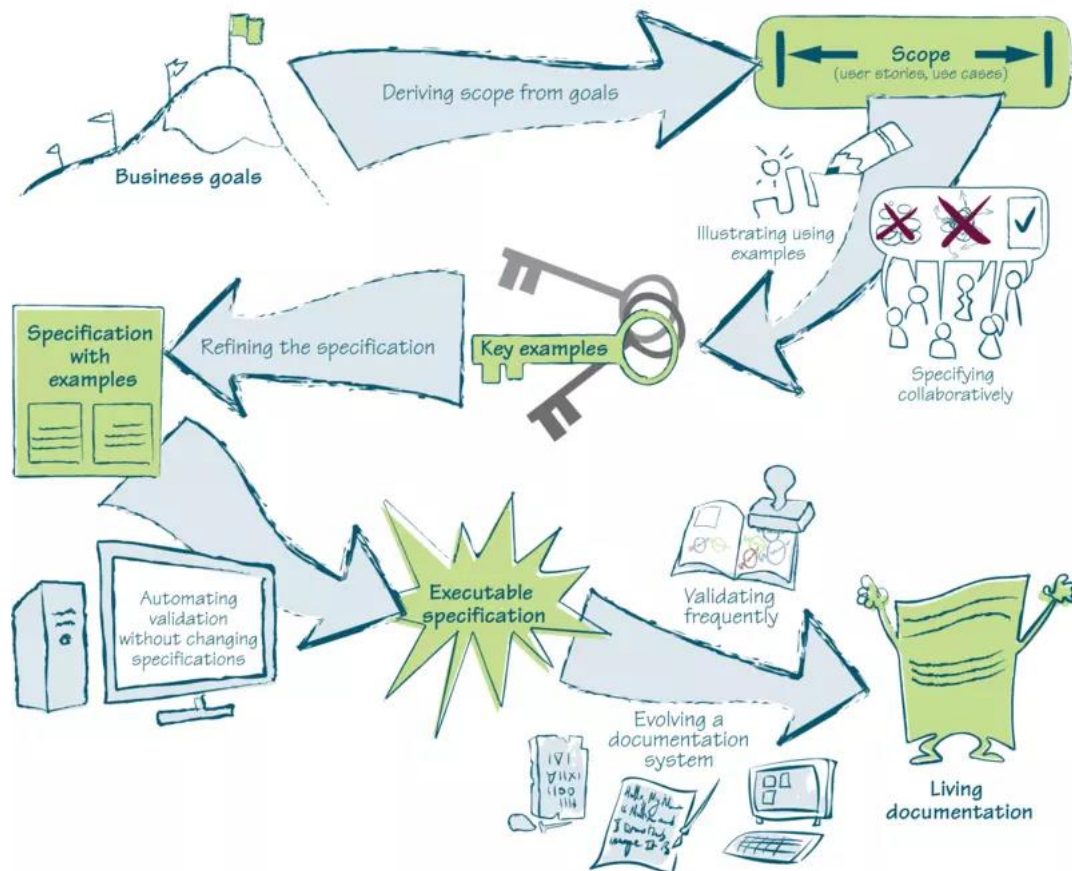 Scope
(user stories, use cases)
Deriving scope from goals
Business goals
Illustrating using
examples
Specifying
collaboratively
Key examples
Refining the specification
Specification
with
examples
Automating
validation
without changing
specifications
Executable
specification
Validating
frequently
Evolving a
documentation
system
Living
documentation